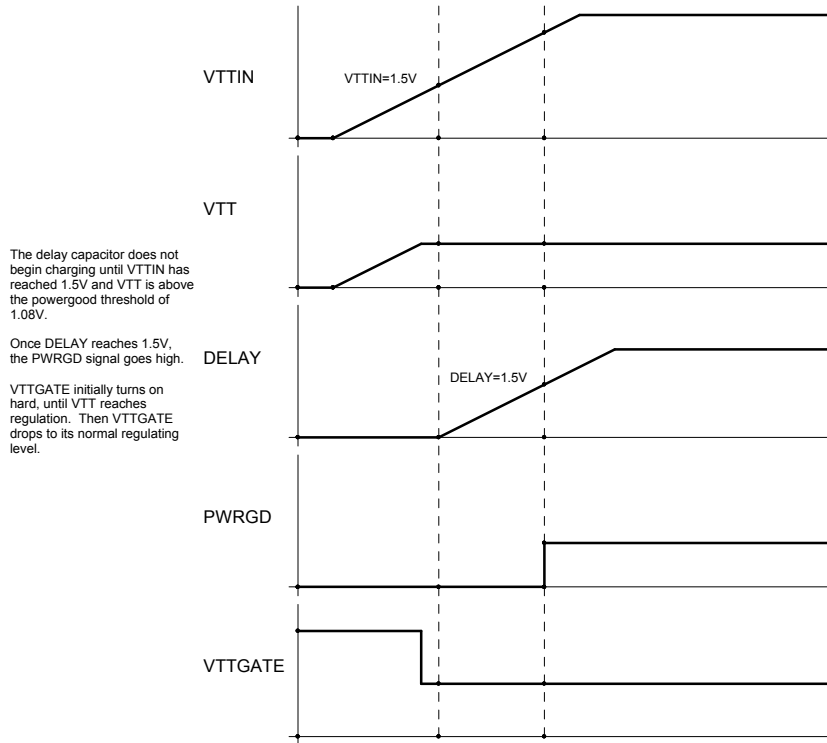 VTTIN
VTTIN=1.5V
VTT
The delay capacitor does not
begin charging until VTTIN has
reached 1.5V and VTT is above
the powergood threshold of
1.08V.
Once DELAY reaches 1.5V,
the PWRGD signal goes high.
VTTGATE initially turns on
hard, until VTT reaches
regulation. Then VTTGATE
drops to its normal regulating
level.
DELAY
DELAY=1.5V
PWRGD
VTTGATE